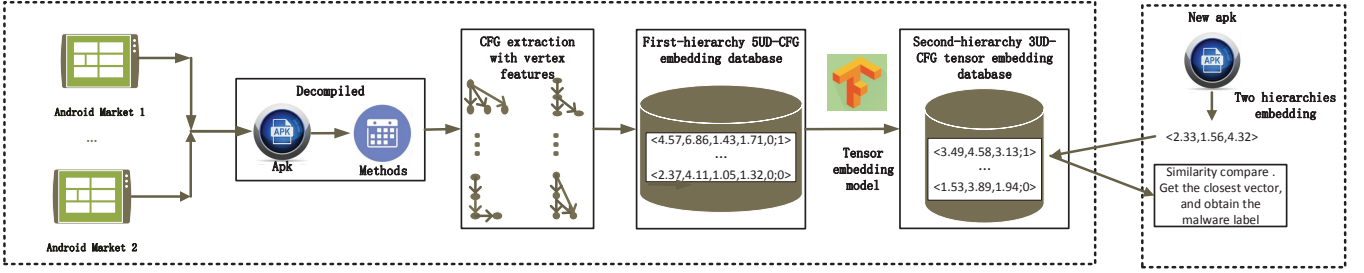 Android Market 1
...
Android Market 2
Decompiled
APK
Apk
Methods
CFG extraction
with vertex
features
First-hierarchy 5UD-CFG
embedding database
<4.57,6.86,1.43,1.71,0;1>
...
<2.37,4.11,1.05,1.32,0;0>
Tensor
embedding
model
Second-hierarchy 3UD-
CFG tensor embedding
database
<3.49,4.58,3.13;1>
...
<1.53,3.89,1.94;0>
New apk
APK
Two hierarchies
embedding
<2.33,1.56,4.32>
Similarity compare .
Get the closest vector,
and obtain the
malware label